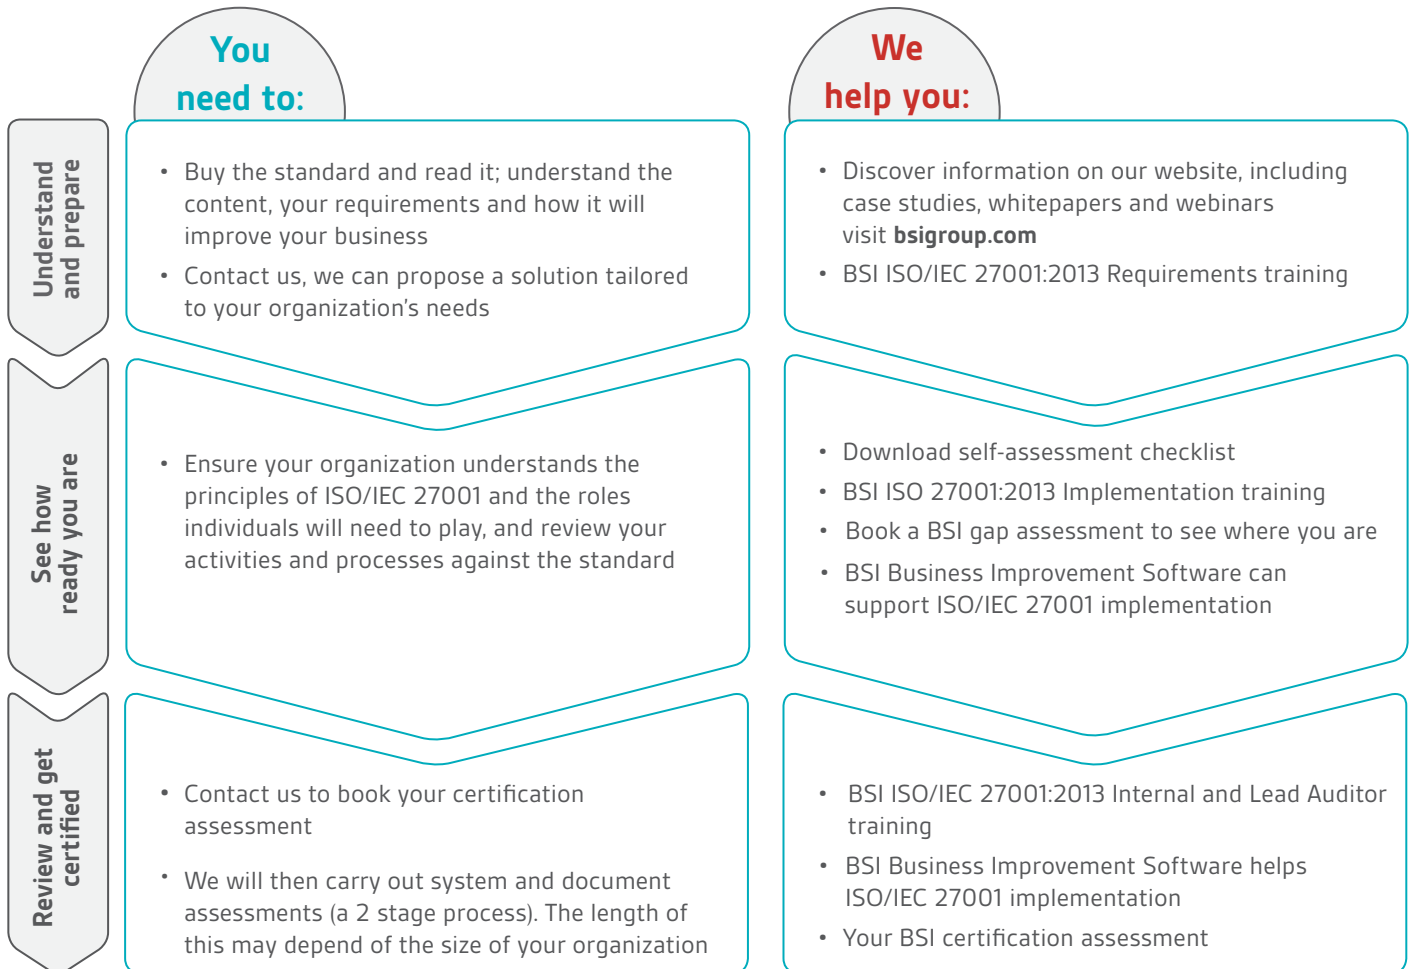 You
need to:
We
help you:
Understand
and prepare
• Buy the standard and read it; understand the
content, your requirements and how it will
improve your business
• Contact us, we can propose a solution tailored
to your organization's needs
• Discover information on our website, including
case studies, whitepapers and webinars
visit bsigroup.com
• BSI ISO/IEC 27001:2013 Requirements training
See how
ready you are
• Ensure your organization understands the
principles of ISO/IEC 27001 and the roles
individuals will need to play, and review your
activities and processes against the standard
• Download self-assessment checklist
• BSI ISO 27001:2013 Implementation training
• Book a BSI gap assessment to see where you are
• BSI Business Improvement Software can
support ISO/IEC 27001 implementation
Review and get
certified
• Contact us to book your certification
assessment
• We will then carry out system and document
assessments (a 2 stage process). The length of
this may depend of the size of your organization
• BSI ISO/IEC 27001:2013 Internal and Lead Auditor
training
• BSI Business Improvement Software helps
ISO/IEC 27001 implementation
• Your BSI certification assessment